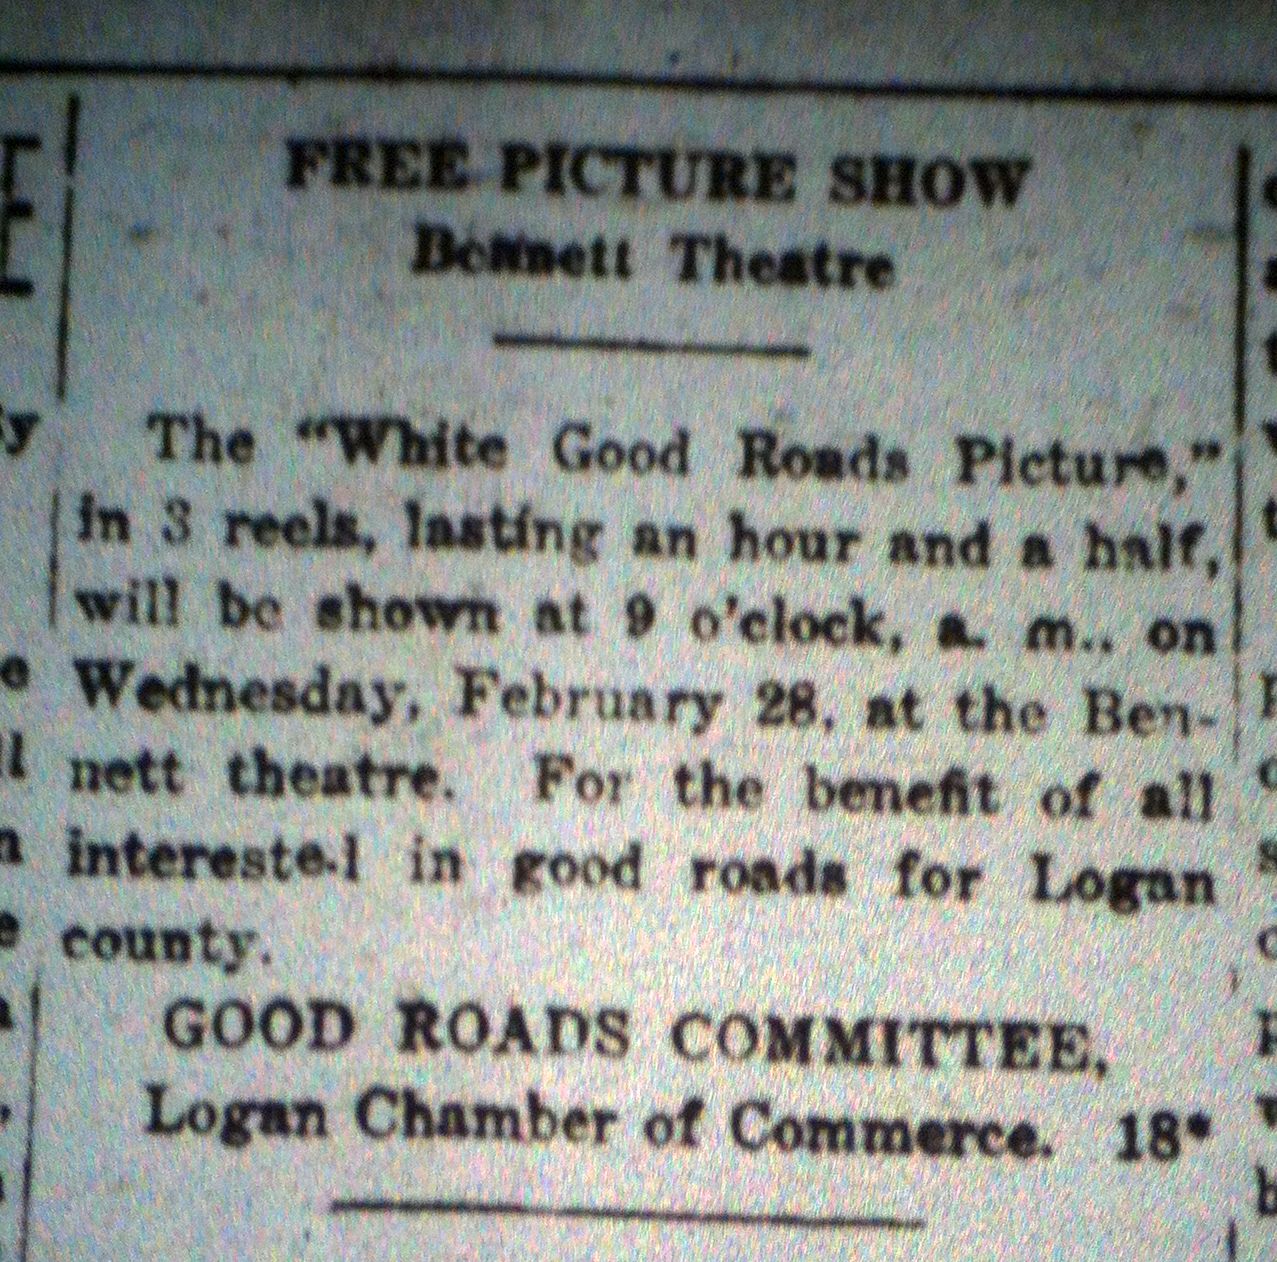 FREE PICTURE SHOW
Bennett Theatre
The "White Good Roads Picture,"
in 3 reels, lasting an hour and a half,
will be shown at 9 o'clock, a. m., on
Wednesday, February 28, at the Ben-
nett theatre. For the benefit of all
interested in good roads for Logan
county.
GOOD ROADS COMMITTEE,
Logan Chamber of Commerce. 18*